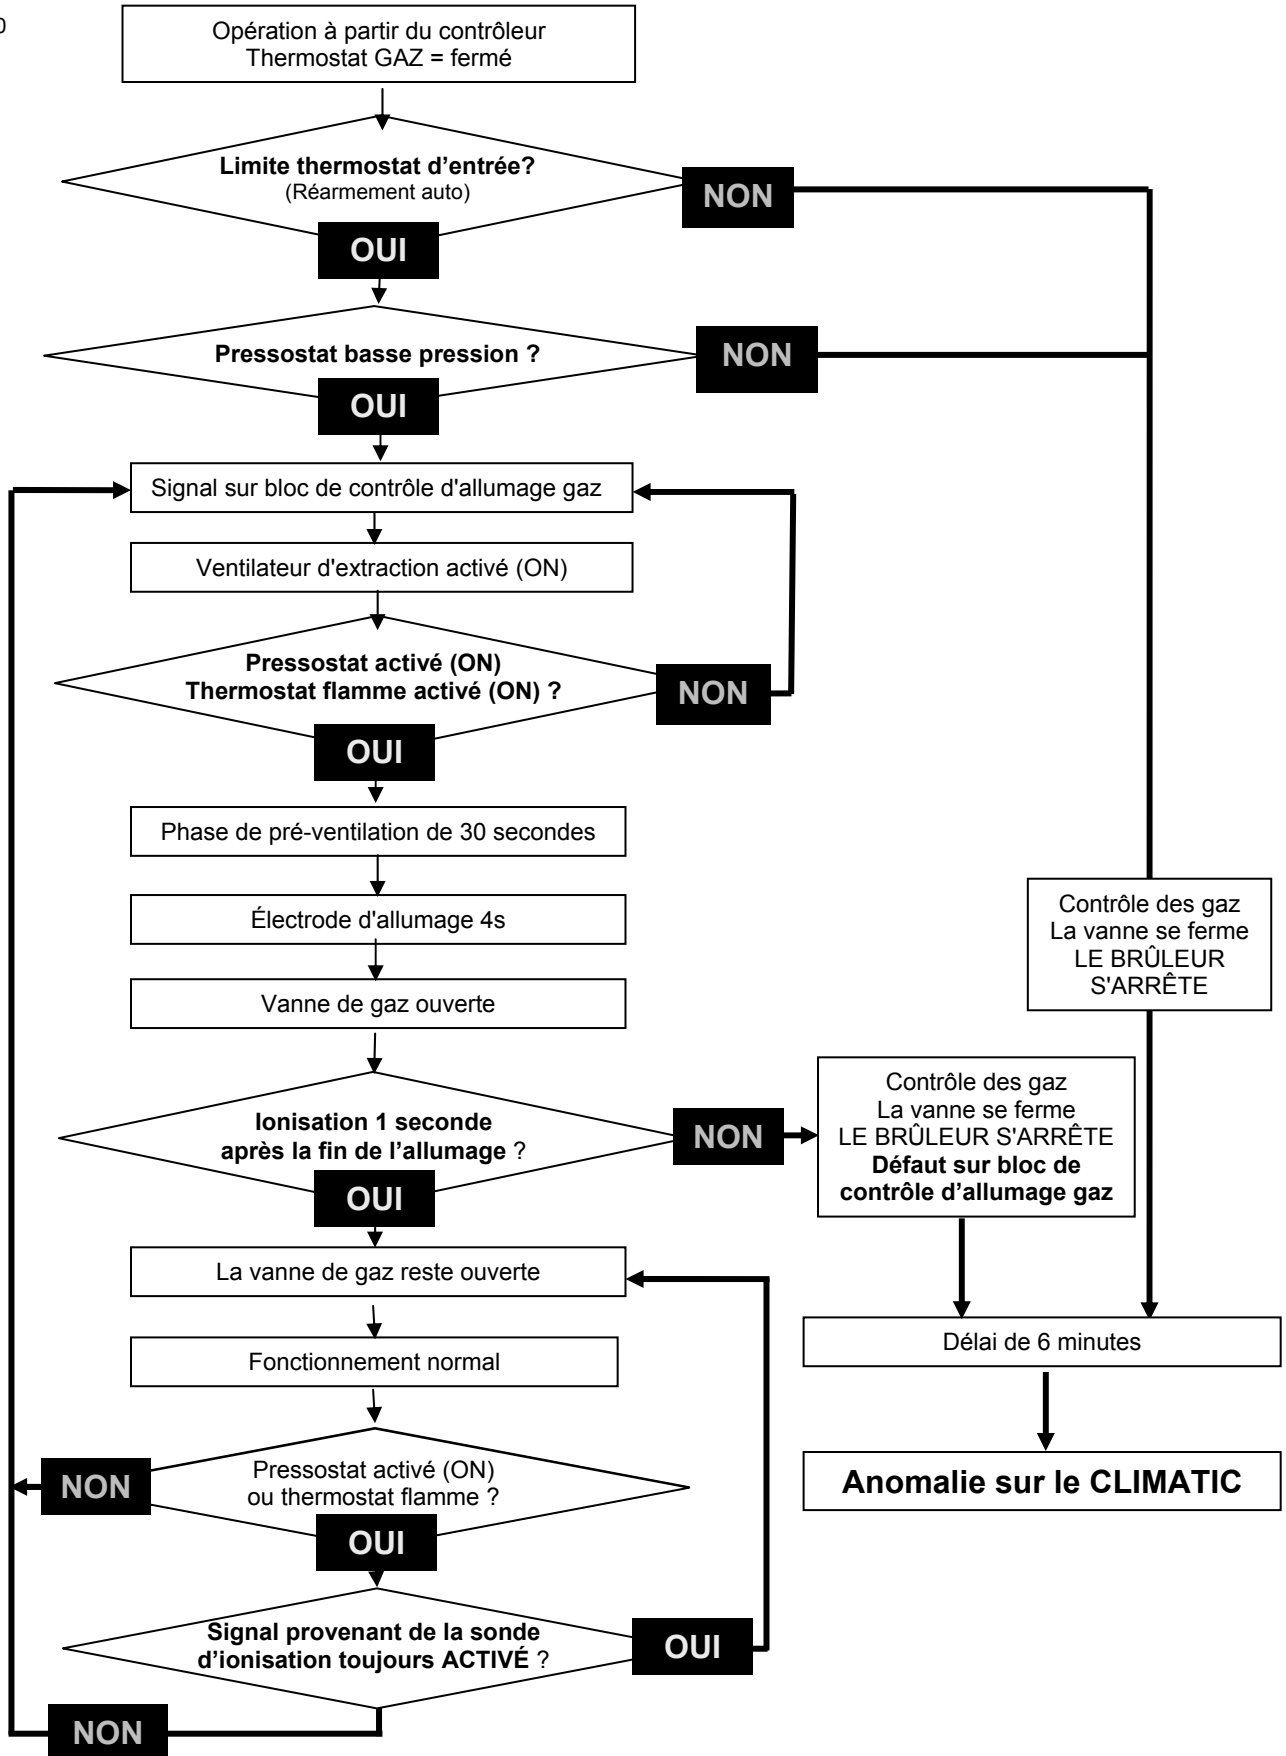 Opération à partir du contrôleur
Thermostat GAZ = fermé
Limite thermostat d'entrée?
(Réarmement auto)
NON
OUI
Pressostat basse pression ?
NON
OUI
Signal sur bloc de contrôle d'allumage gaz
Ventilateur d'extraction activé (ON)
Pressostat activé (ON)
Thermostat flamme activé (ON) ?
NON
OUI
Phase de pré-ventilation de 30 secondes
Électrode d'allumage 4s
Vanne de gaz ouverte
Contrôle des gaz
La vanne se ferme
LE BRÛLEUR
S'ARRÊTE
Ionisation 1 seconde
après la fin de l'allumage ?
NON
OUI
Contrôle des gaz
La vanne se ferme
LE BRÛLEUR S'ARRÊTE
Défaut sur bloc de
contrôle d'allumage gaz
La vanne de gaz reste ouverte
Fonctionnement normal
Délai de 6 minutes
Anomalie sur le CLIMATIC
Pressostat activé (ON)
ou thermostat flamme ?
NON
OUI
Signal provenant de la sonde
d'ionisation toujours ACTIVÉ ?
OUI
NON